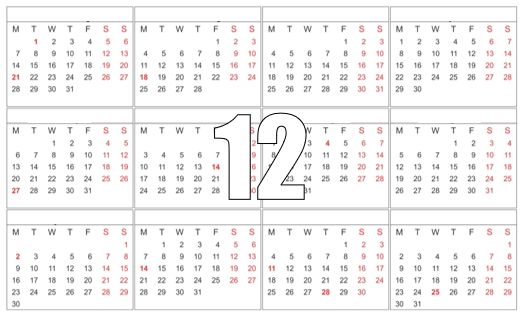 M T W T F S S M T W T F S S M T W T F S S M T W T F S S
1 2 3 4 5 6 1 2 3 1 2 3 1 2 3 4 5 6 7
7 8 9 10 11 12 13 4 5 6 7 8 9 10 4 5 6 7 8 9 10 8 9 10 11 12 13 14
14 15 16 17 18 19 20 11 12 13 14 15 16 17 11 12 13 14 15 16 17 15 16 17 18 19 20 21
21 22 23 24 25 26 27 18 19 20 21 22 23 24 18 19 20 21 22 23 24 22 23 24 25 26 27 28
28 29 30 31 25 26 27 28 25 26 27 28 29 30 31 29 30
12
M T W T F S S M T W T F T W T F S S M T W T F S S
1 2 3 4 5 2 3 4 5 6 7 1 2 3 4
6 7 8 9 10 11 12 3 4 5 6 7 8 10 11 12 13 14 5 6 7 8 9 10 11
13 14 15 16 17 18 19 10 11 12 13 14 17 18 19 20 21 12 13 14 15 16 17 18
20 21 22 23 24 25 26 17 18 19 20 21 24 25 26 27 28 19 20 21 22 23 24 25
27 28 29 30 31 24 25 26 27 28 31 26 27 28 29 30 31
M T W T F S S M T W T F S S M T W T F S S M T W T F S S
1 1 2 3 4 5 6 1 2 3 1
2 3 4 5 6 7 8 7 8 9 10 11 12 13 4 5 6 7 8 9 10 2 3 4 5 6 7 8
9 10 11 12 13 14 15 14 15 16 17 18 19 20 11 12 13 14 15 16 17 9 10 11 12 13 14 15
16 17 18 19 20 21 22 21 22 23 24 25 26 27 18 19 20 21 22 23 24 16 17 18 19 20 21 22
23 24 25 26 27 28 29 28 29 30 31 25 26 27 28 29 30 23 24 25 26 27 28 29
30 30 31